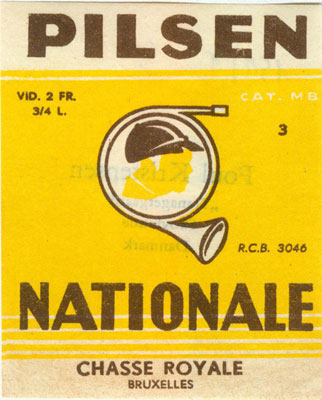 PILSEN
VID. 2 FR.
3/4 L.
CAT. MB
3
R.C.B. 3046
NATIONALE
CHASSE ROYALE
BRUXELLES